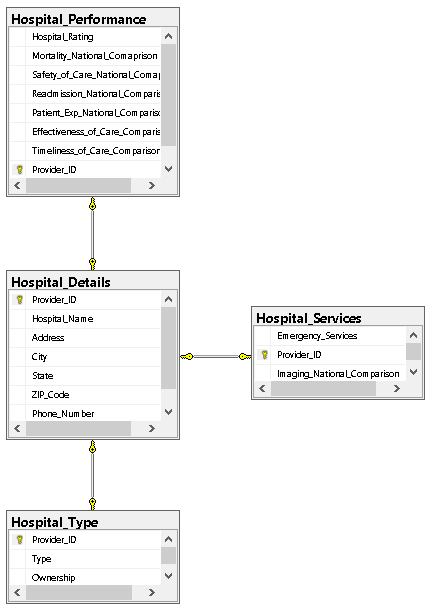 Hospital_Performance
Hospital_Rating
Mortality_National_Comaprison
Safety_of_Care_National_Comap
Readmission_National_Comparis
Patient_Exp_National_Comparis
Effectiveness_of_Care_Comparis
Timeliness_of_Care_Comparison
Provider_ID
Hospital_Details
Provider_ID
Hospital_Name
Address
City
State
ZIP_Code
Phone_Number
Hospital_Services
Emergency_Services
Provider_ID
Imaging_National_Comparison
Hospital_Type
Provider_ID
Type
Ownership